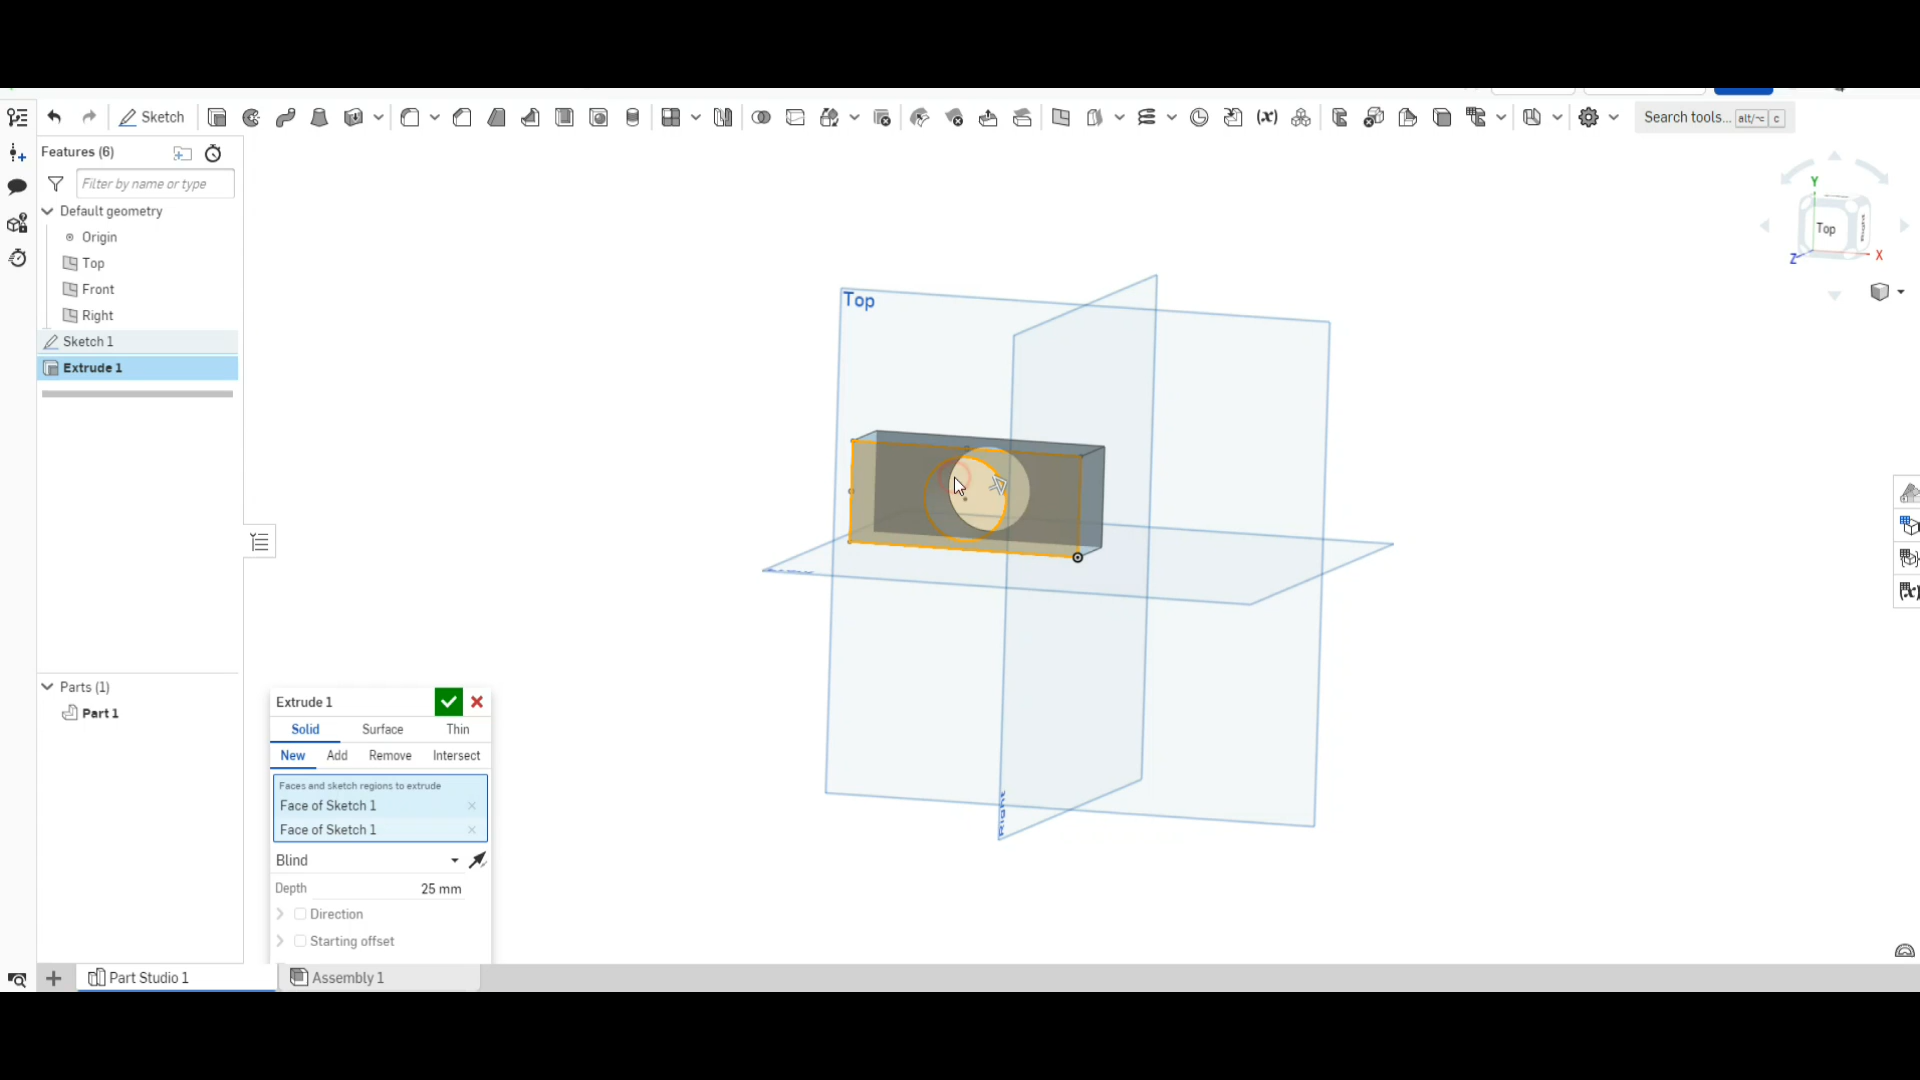 Sketch
Search tools... alt/⌥ c
Features (6)
Filter by name or type
Default geometry
Origin
Top
Front
Right
Sketch 1
Extrude 1
Parts (1)
Part 1
Top
Right
Y
Top
Right
Z
X
Extrude 1
Solid Surface Thin
New Add Remove Intersect
Faces and sketch regions to extrude
Face of Sketch 1
Face of Sketch 1
Blind
Depth 25 mm
Direction
Starting offset
Part Studio 1
Assembly 1